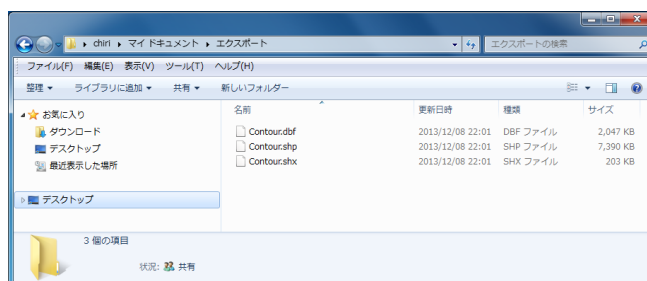 chiri ▸ マイ ドキュメント ▸ エクスポート
エクスポートの検索
ファイル(F) 編集(E) 表示(V) ツール(T) ヘルプ(H)
整理 ライブラリに追加 共有 新しいフォルダー
お気に入り
ダウンロード
デスクトップ
最近表示した場所
デスクトップ
名前 更新日時 種類 サイズ
Contour.dbf 2013/12/08 22:01 DBF ファイル 2,047 KB
Contour.shp 2013/12/08 22:01 SHP ファイル 7,390 KB
Contour.shx 2013/12/08 22:01 SHX ファイル 203 KB
3 個の項目
状況: 共有